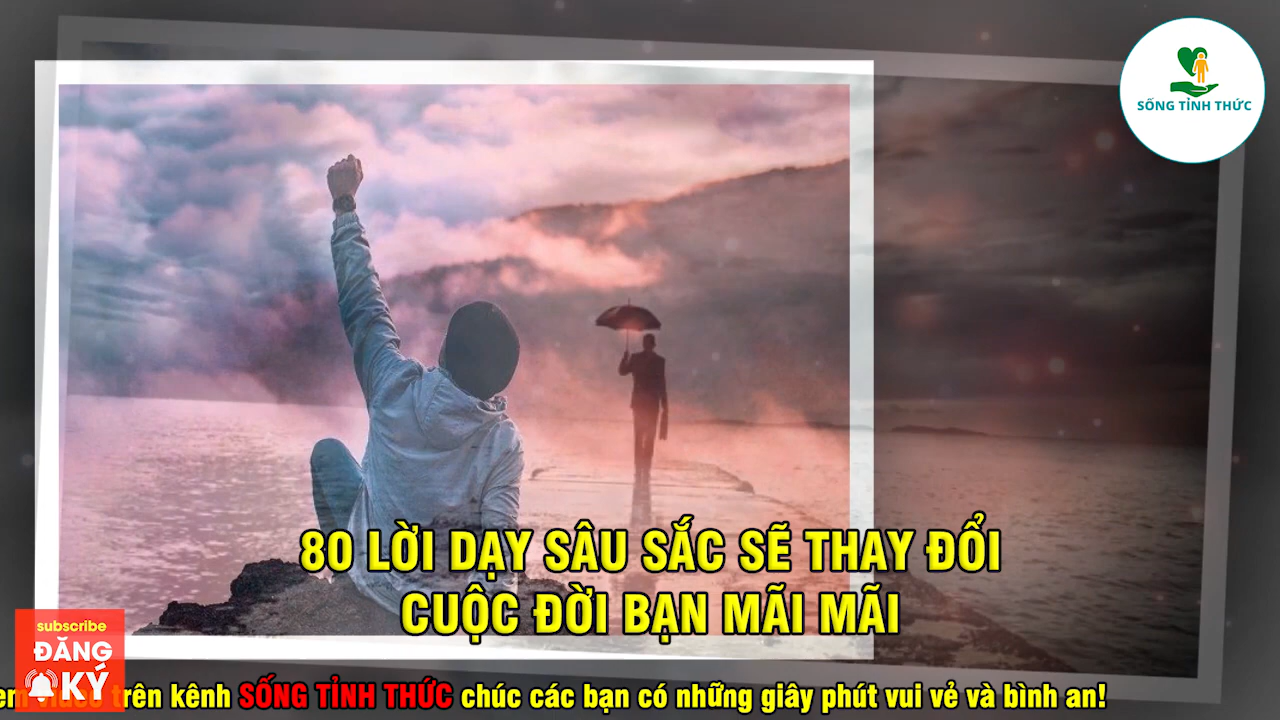 SỐNG TỈNH THỨC
80 LỜI DẠY SÂU SẮC SẼ THAY ĐỔI
CUỘC ĐỜI BẠN MÃI MÃI
subscribe
ĐĂNG
KÝ
video trên kênh SỐNG TỈNH THỨC chúc các bạn có những giây phút vui vẻ và bình an!